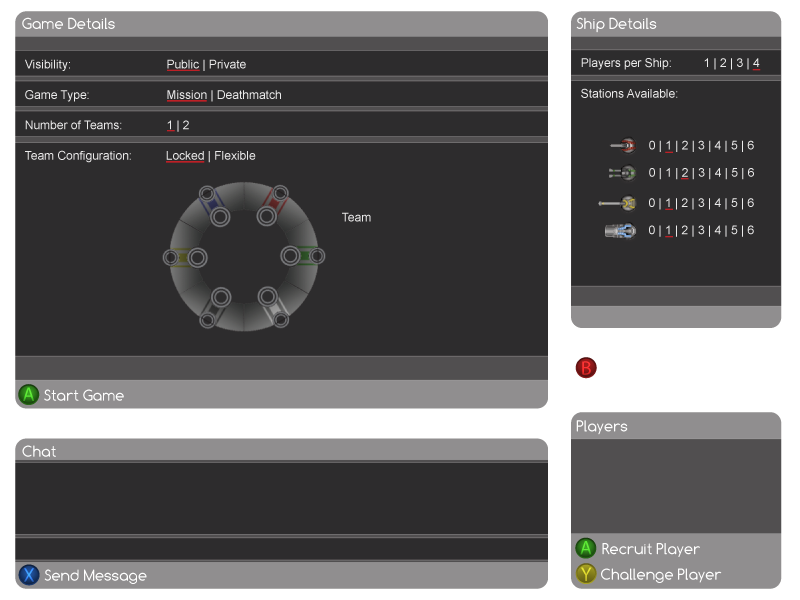 Game Details
Visibility: Public | Private
Game Type: Mission | Deathmatch
Number of Teams: 1 | 2
Team Configuration: Locked | Flexible
Team
A Start Game
Ship Details
Players per Ship: 1 | 2 | 3 | 4
Stations Available:
0 | 1 | 2 | 3 | 4 | 5 | 6
0 | 1 | 2 | 3 | 4 | 5 | 6
0 | 1 | 2 | 3 | 4 | 5 | 6
0 | 1 | 2 | 3 | 4 | 5 | 6
B
Chat
X Send Message
Players
A Recruit Player
Y Challenge Player